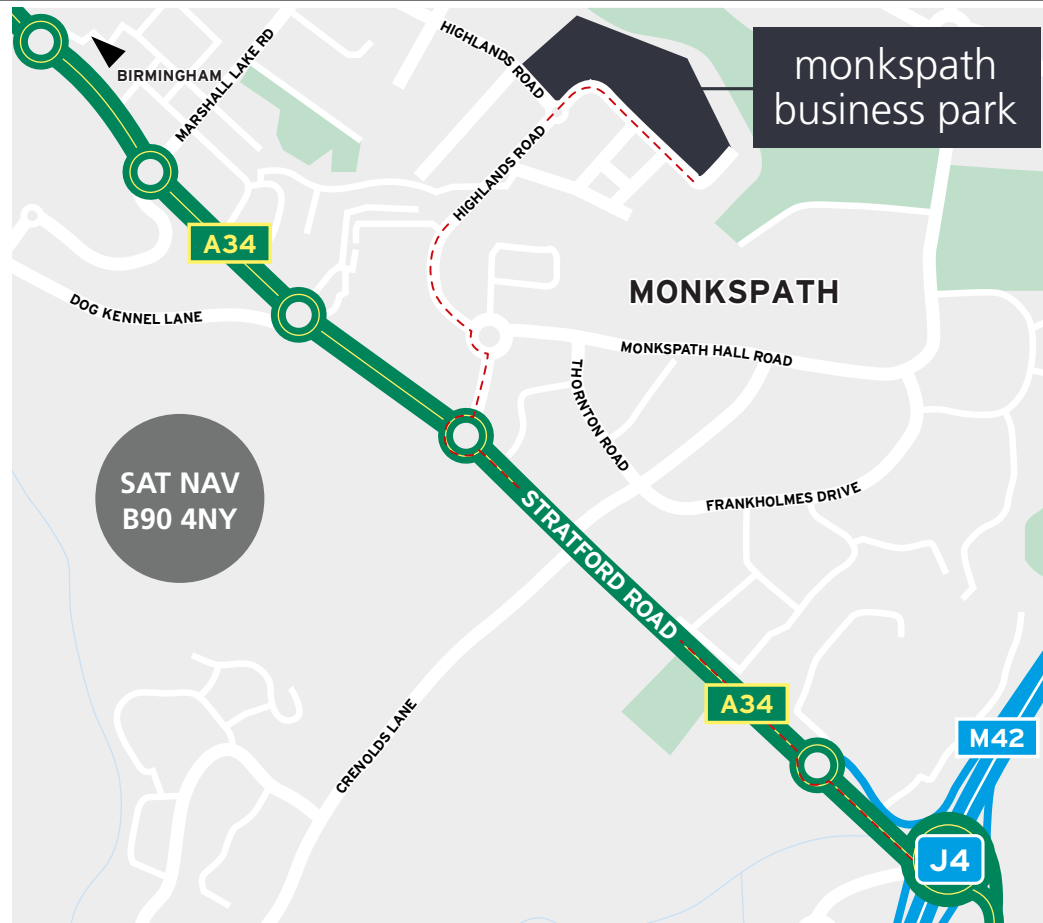 HIGHLANDS ROAD
monkspath
business park
BIRMINGHAM
MARSHALL LAKE RD
HIGHLANDS ROAD
A34
MONKSPATH
DOG KENNEL LANE
MONKSPATH HALL ROAD
THORNTON ROAD
SAT NAV
B90 4NY
FRANKHOLMES DRIVE
STRATFORD ROAD
A34
M42
CRENOLDS LANE
J4